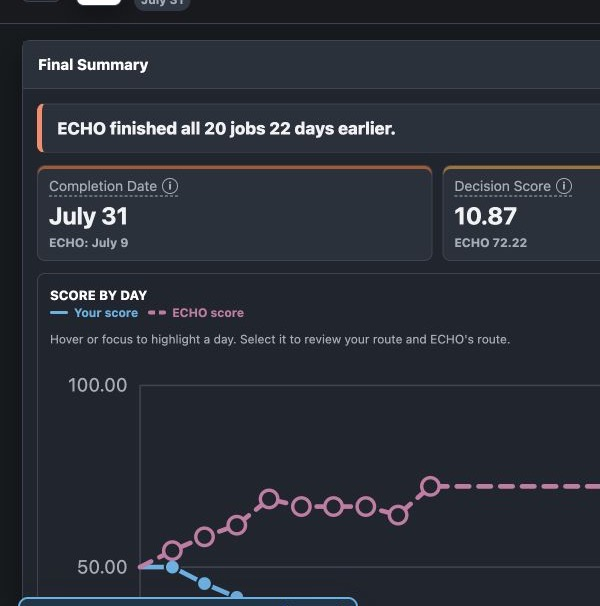 July 31
Final Summary
ECHO finished all 20 jobs 22 days earlier.
Completion Date ⓘ
July 31
ECHO: July 9
Decision Score ⓘ
10.87
ECHO 72.22
SCORE BY DAY
Your score
ECHO score
Hover or focus to highlight a day. Select it to review your route and ECHO's route.
100.00
50.00